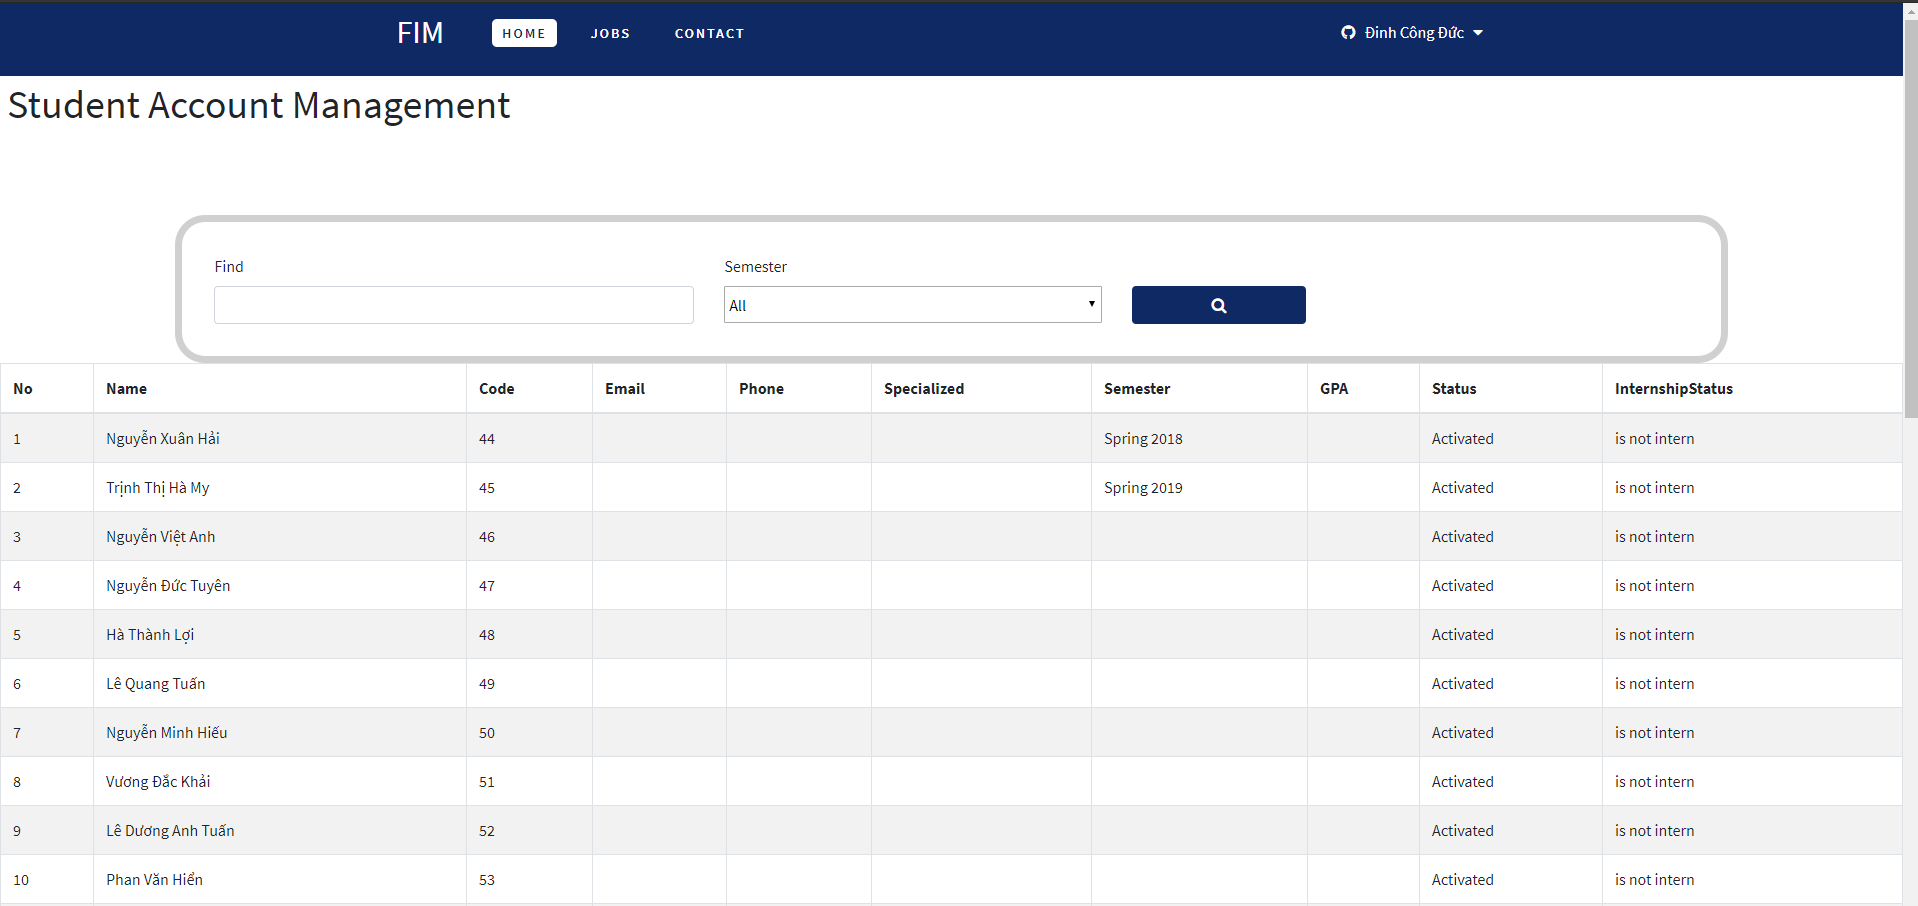 FIM HOME JOBS CONTACT Đinh Công Đức
Student Account Management
Find Semester
All
No Name Code Email Phone Specialized Semester GPA Status InternshipStatus
1 Nguyễn Xuân Hải 44 Spring 2018 Activated is not intern
2 Trịnh Thị Hà My 45 Spring 2019 Activated is not intern
3 Nguyễn Việt Anh 46 Activated is not intern
4 Nguyễn Đức Tuyên 47 Activated is not intern
5 Hà Thành Lợi 48 Activated is not intern
6 Lê Quang Tuấn 49 Activated is not intern
7 Nguyễn Minh Hiếu 50 Activated is not intern
8 Vương Đắc Khải 51 Activated is not intern
9 Lê Dương Anh Tuấn 52 Activated is not intern
10 Phan Văn Hiển 53 Activated is not intern